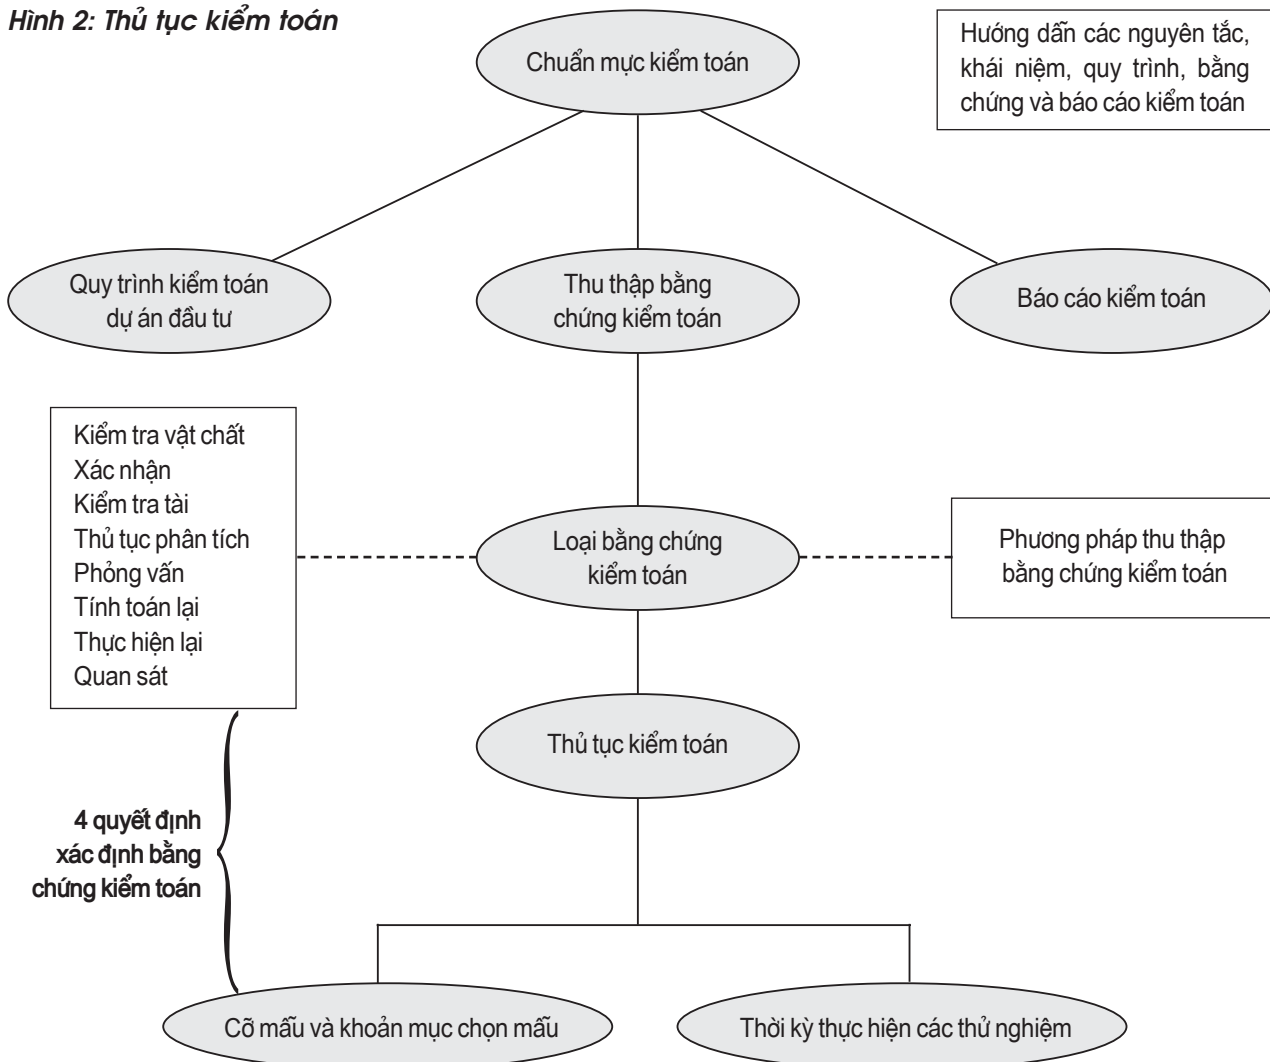 Hình 2: Thủ tục kiểm toán
Chuẩn mực kiểm toán
Hướng dẫn các nguyên tắc,
khái niệm, quy trình, bằng
chứng và báo cáo kiểm toán
Quy trình kiểm toán
dự án đầu tư
Thu thập bằng
chứng kiểm toán
Báo cáo kiểm toán
Kiểm tra vật chất
Xác nhận
Kiểm tra tài
Thủ tục phân tích
Phỏng vấn
Tính toán lại
Thực hiện lại
Quan sát
Loại bằng chứng
kiểm toán
Phương pháp thu thập
bằng chứng kiểm toán
Thủ tục kiểm toán
4 quyết định
xác định bằng
chứng kiểm toán
Cỡ mẫu và khoản mục chọn mẫu
Thời kỳ thực hiện các thử nghiệm